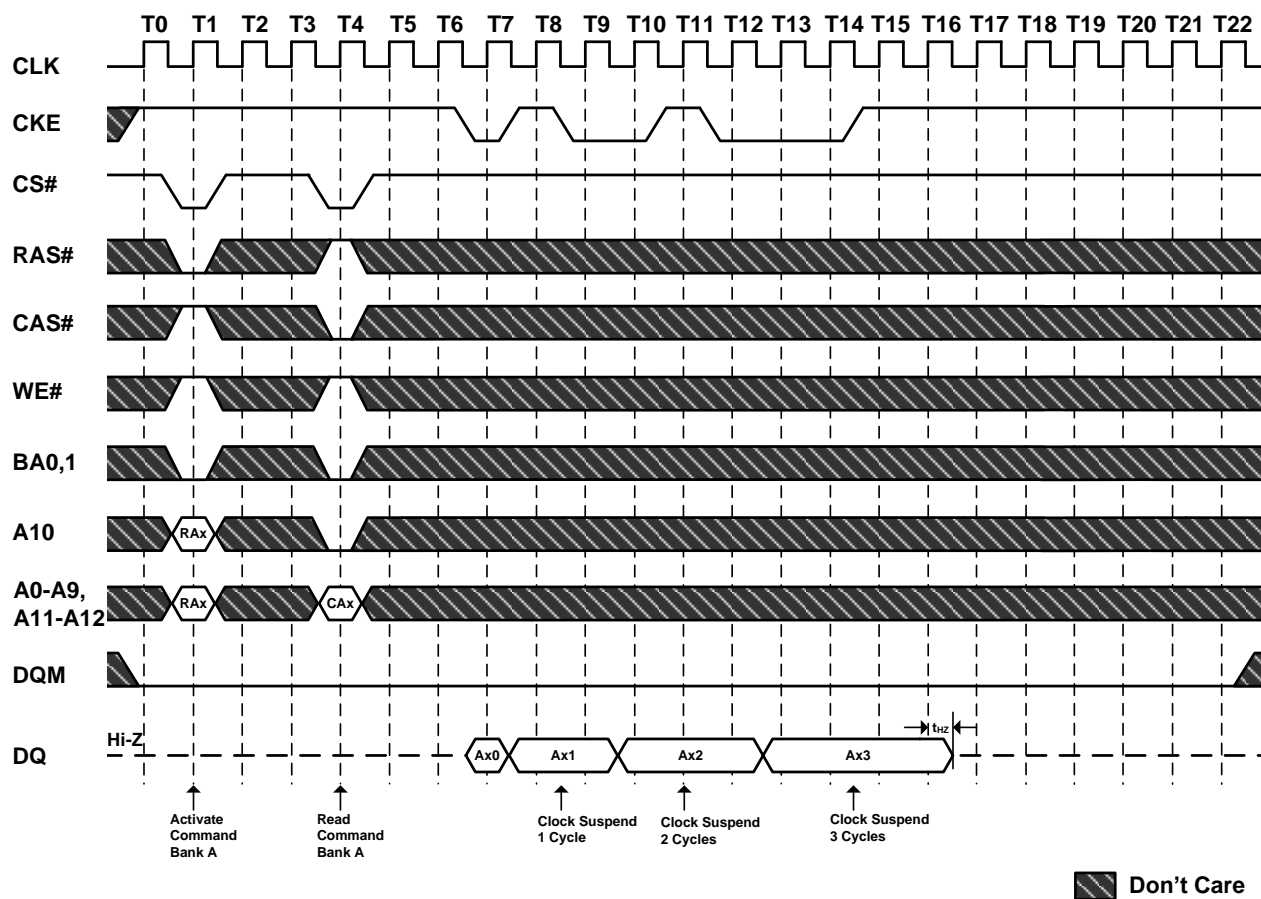 T0 T1 T2 T3 T4 T5 T6 T7 T8 T9 T10 T11 T12 T13 T14 T15 T16 T17 T18 T19 T20 T21 T22
CLK
CKE
CS#
RAS#
CAS#
WE#
BA0,1
A10
RAx
A0-A9,
A11-A12
RAx
CAx
DQM
DQ
Hi-Z
Ax0
Ax1
Ax2
Ax3
tHZ
Activate
Command
Bank A
Read
Command
Bank A
Clock Suspend
1 Cycle
Clock Suspend
2 Cycles
Clock Suspend
3 Cycles
Don't Care